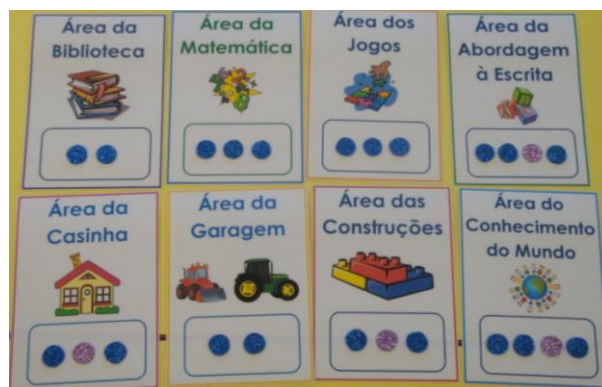 Área da
Biblioteca
Área da
Matemática
Área dos
Jogos
Área da
Abordagem
à Escrita
Área da
Casinha
Área da
Garagem
Área das
Construções
Área do
Conhecimento
do Mundo